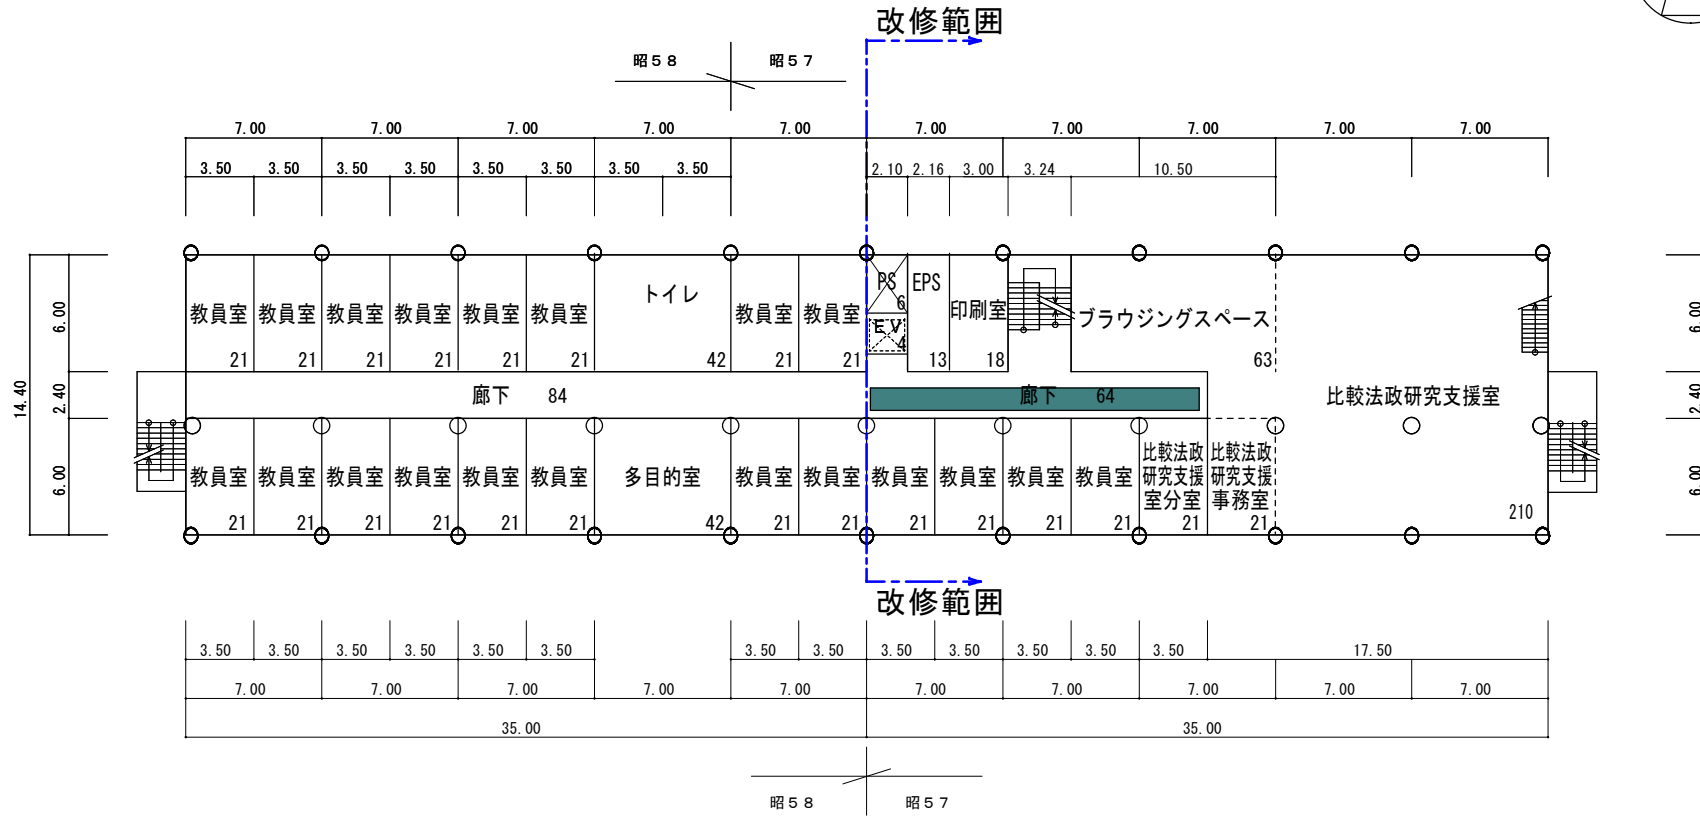 改修範囲
昭５８ 昭５７
7.00 7.00 7.00 7.00 7.00 7.00 7.00 7.00 7.00 7.00
3.50 3.50 3.50 3.50 3.50 3.50 3.50 3.50 2.10 2.16 3.00 3.24 10.50
14.40
6.00
2.40
6.00
教員室 教員室 教員室 教員室 教員室 教員室 トイレ 教員室 教員室 PS EPS 印刷室 ブラウジングスペース
6
EV
4
21 21 21 21 21 21 42 21 21 13 18 63
廊下 84 廊下 64 比較法政研究支援室
教員室 教員室 教員室 教員室 教員室 教員室 多目的室 教員室 教員室 教員室 教員室 教員室 教員室
比較法政
研究支援
室分室
比較法政
研究支援
事務室
21 21 21 21 21 21 42 21 21 21 21 21 21 21 21 210
6.00
2.40
6.00
改修範囲
3.50 3.50 3.50 3.50 3.50 3.50 3.50 3.50 3.50 3.50 3.50 3.50 3.50 17.50
7.00 7.00 7.00 7.00 7.00 7.00 7.00 7.00 7.00 7.00
35.00 35.00
昭５８ 昭５７